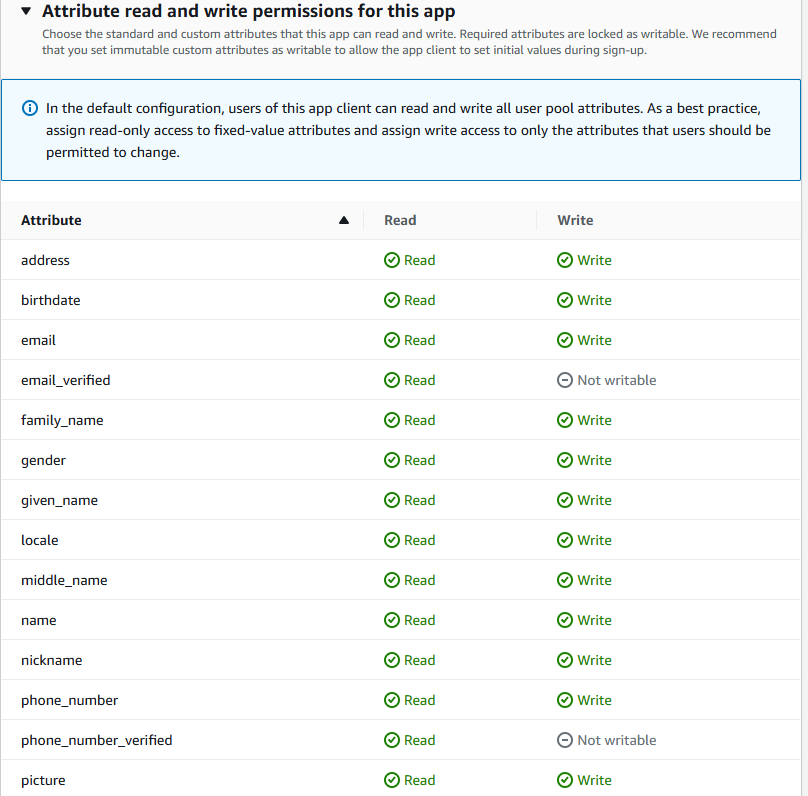 Attribute read and write permissions for this app
Choose the standard and custom attributes that this app can read and write. Required attributes are locked as writable. We recommend
that you set immutable custom attributes as writable to allow the app client to set initial values during sign-up.
In the default configuration, users of this app client can read and write all user pool attributes. As a best practice,
assign read-only access to fixed-value attributes and assign write access to only the attributes that users should be
permitted to change.
Attribute Read Write
address Read Write
birthdate Read Write
email Read Write
email_verified Read Not writable
family_name Read Write
gender Read Write
given_name Read Write
locale Read Write
middle_name Read Write
name Read Write
nickname Read Write
phone_number Read Write
phone_number_verified Read Not writable
picture Read Write